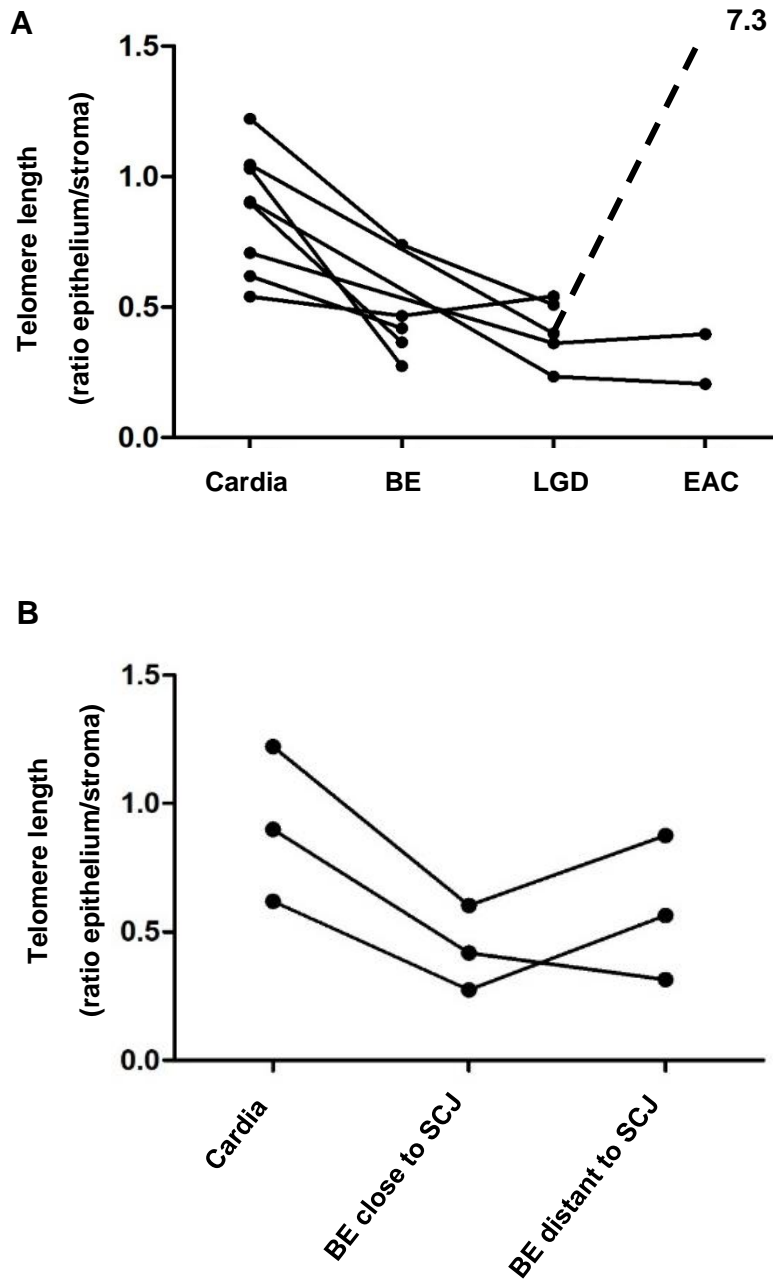 A
7.3
1.5
1.0
0.5
0.0
Telomere length
(ratio epithelium/stroma)
Cardia
BE
LGD
EAC
B
1.5
1.0
0.5
0.0
Telomere length
(ratio epithelium/stroma)
Cardia
BE close to SCJ
BE distant to SCJ